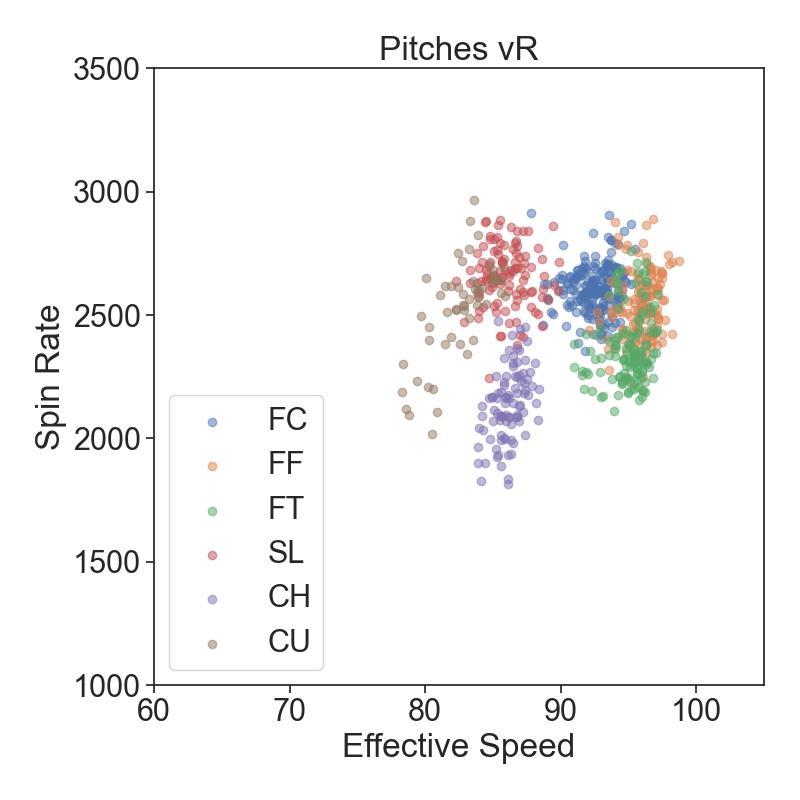 Pitches vR
3500
3000
2500
2000
1500
1000
Spin Rate
FC
FF
FT
SL
CH
CU
60
70
80
90
100
Effective Speed